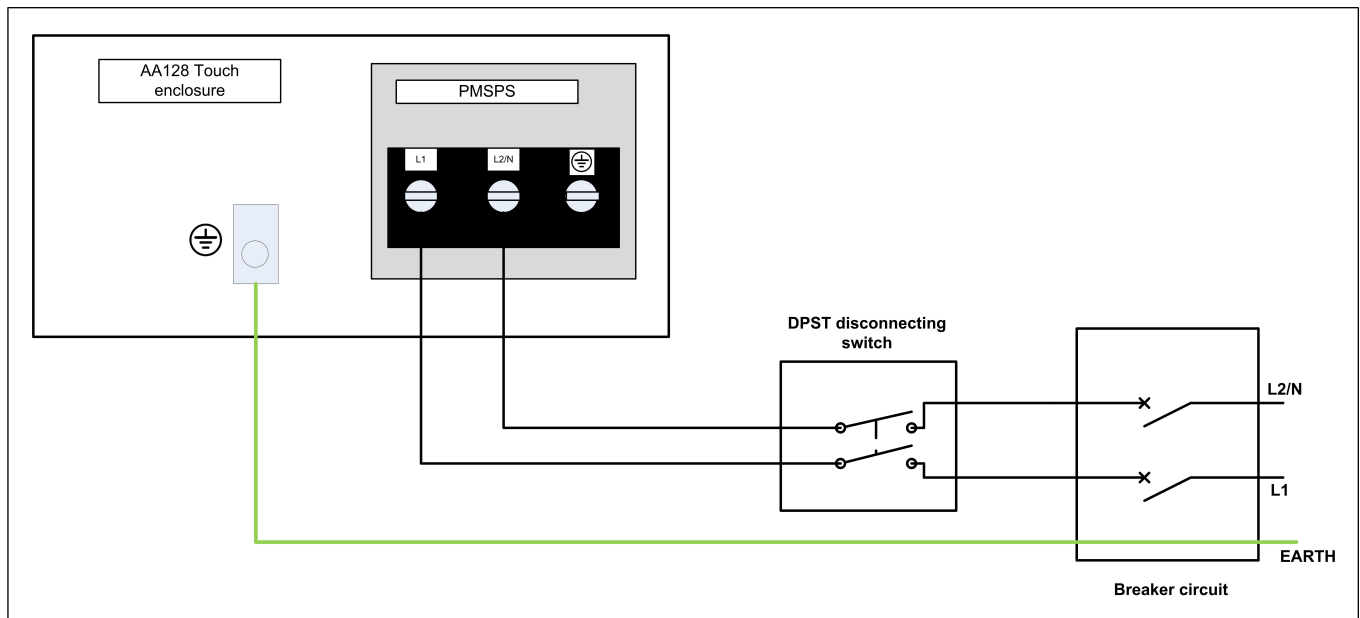 AA128 Touch
enclosure
PMSPS
L1
L2/N
DPST disconnecting
switch
L2/N
L1
EARTH
Breaker circuit